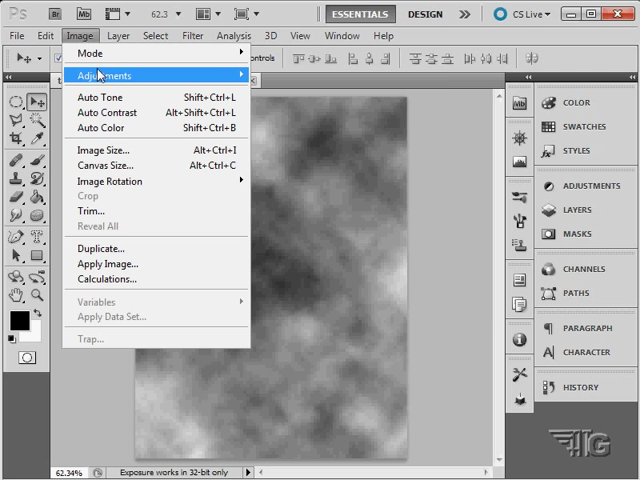 Ps Br Mb 62.3 ESSENTIALS DESIGN CS Live
File Edit Image Layer Select Filter Analysis 3D View Window Help
Mode
Adjustments
Auto Tone Shift+Ctrl+L
Auto Contrast Alt+Shift+Ctrl+L
Auto Color Shift+Ctrl+B
Image Size... Alt+Ctrl+I
Canvas Size... Alt+Ctrl+C
Image Rotation
Crop
Trim...
Reveal All
Duplicate...
Apply Image...
Calculations...
Variables
Apply Data Set...
Trap...
Mb
COLOR
SWATCHES
STYLES
ADJUSTMENTS
LAYERS
MASKS
CHANNELS
PATHS
PARAGRAPH
CHARACTER
HISTORY
62.34% Exposure works in 32-bit only